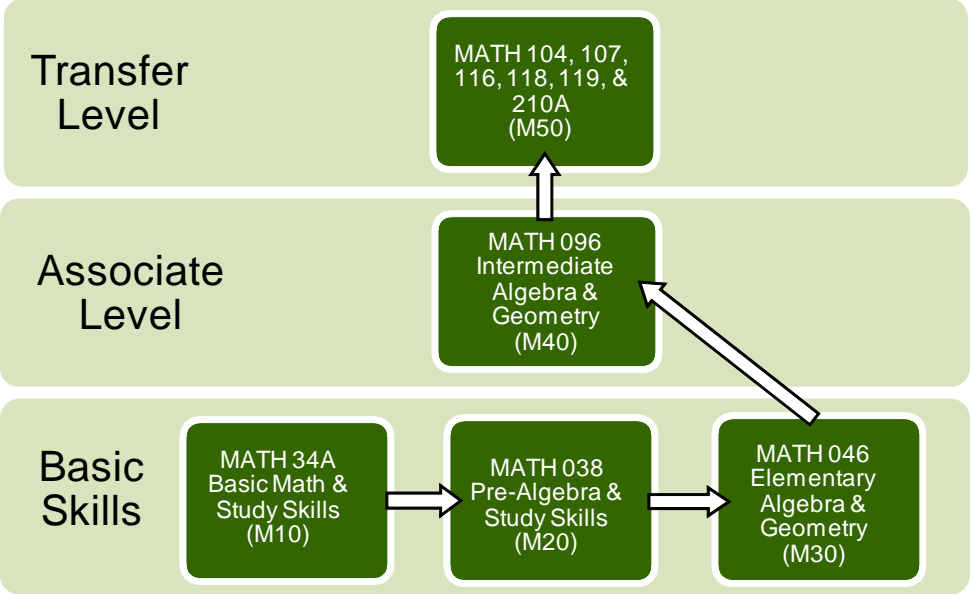 Transfer
Level
MATH 104, 107,
116, 118, 119, &
210A
(M50)
Associate
Level
MATH 096
Intermediate
Algebra &
Geometry
(M40)
Basic
Skills
MATH 34A
Basic Math &
Study Skills
(M10)
MATH 038
Pre-Algebra &
Study Skills
(M20)
MATH 046
Elementary
Algebra &
Geometry
(M30)